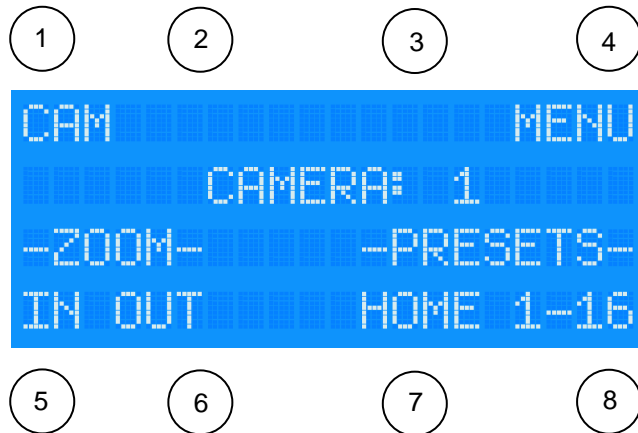 1 2 3 4
CAM MENU
CAMERA: 1
-ZOOM- -PRESETS-
IN OUT HOME 1-16
5 6 7 8